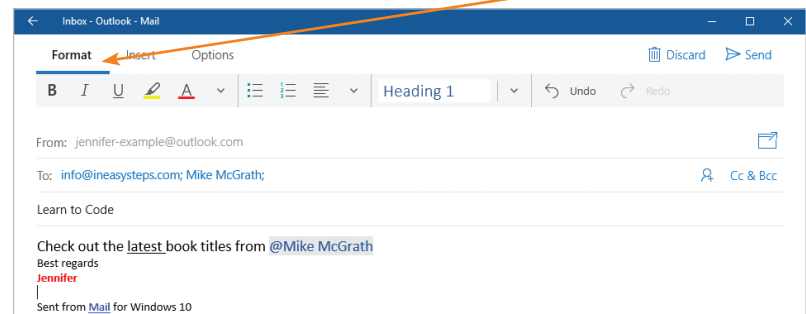 Inbox - Outlook - Mail
Format Insert Options Discard Send
B I U A Heading 1 Undo Redo
From: jennifer-example@outlook.com
To: info@ineasysteps.com; Mike McGrath; Cc & Bcc
Learn to Code
Check out the latest book titles from @Mike McGrath
Best regards
Jennifer
Sent from Mail for Windows 10